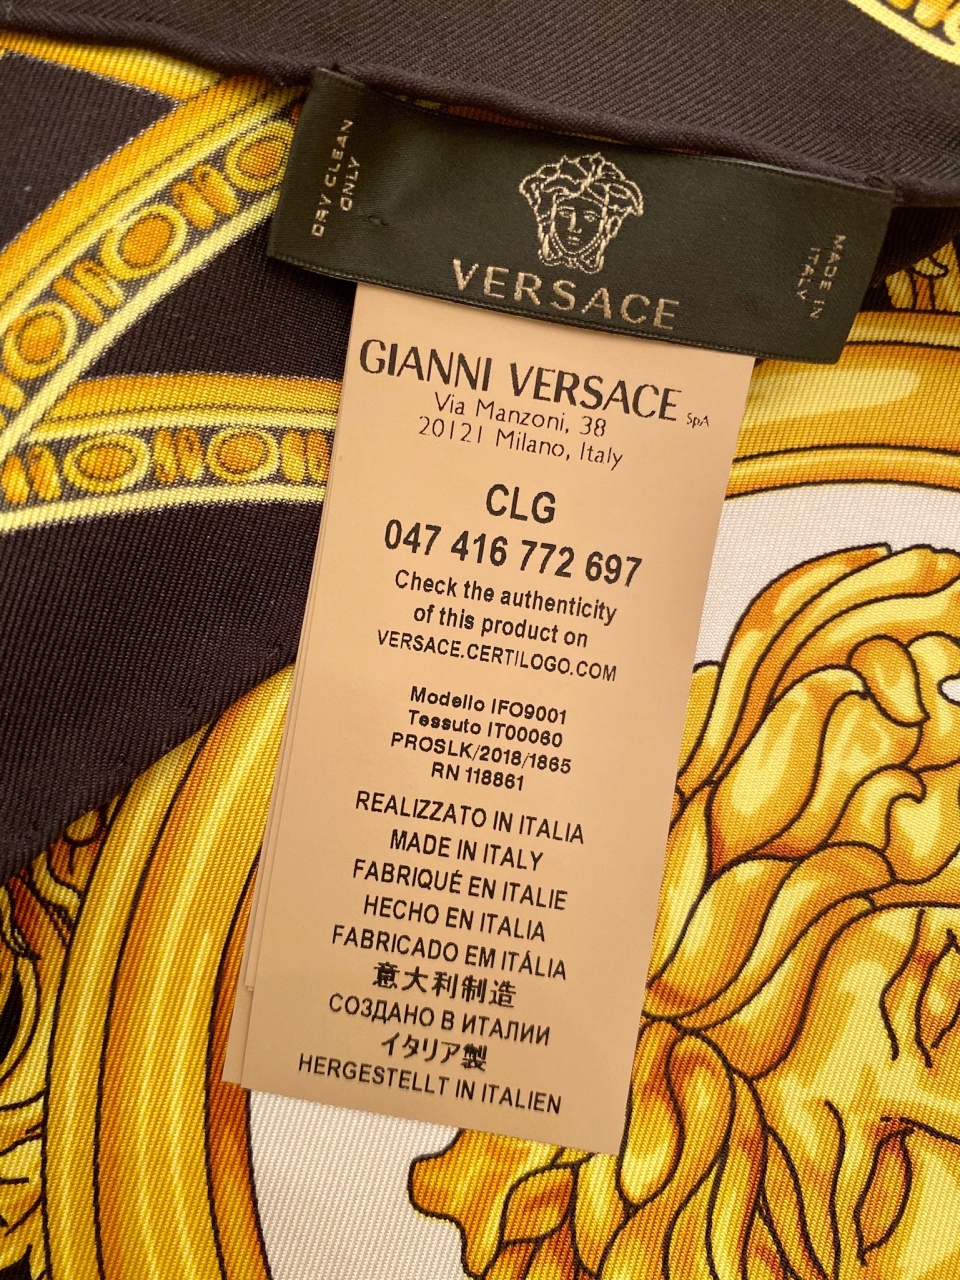 DRY CLEAN
ONLY
VERSACE
MADE IN
ITALY
GIANNI VERSACE SpA
Via Manzoni, 38
20121 Milano, Italy
CLG
047 416 772 697
Check the authenticity
of this product on
VERSACE.CERTILOGO.COM
Modello IFO9001
Tessuto IT00060
PROSLK/2018/1865
RN 118861
REALIZZATO IN ITALIA
MADE IN ITALY
FABRIQUÉ EN ITALIE
HECHO EN ITALIA
FABRICADO EM ITÁLIA
意大利制造
СОЗДАНО В ИТАЛИИ
イタリア製
HERGESTELLT IN ITALIEN